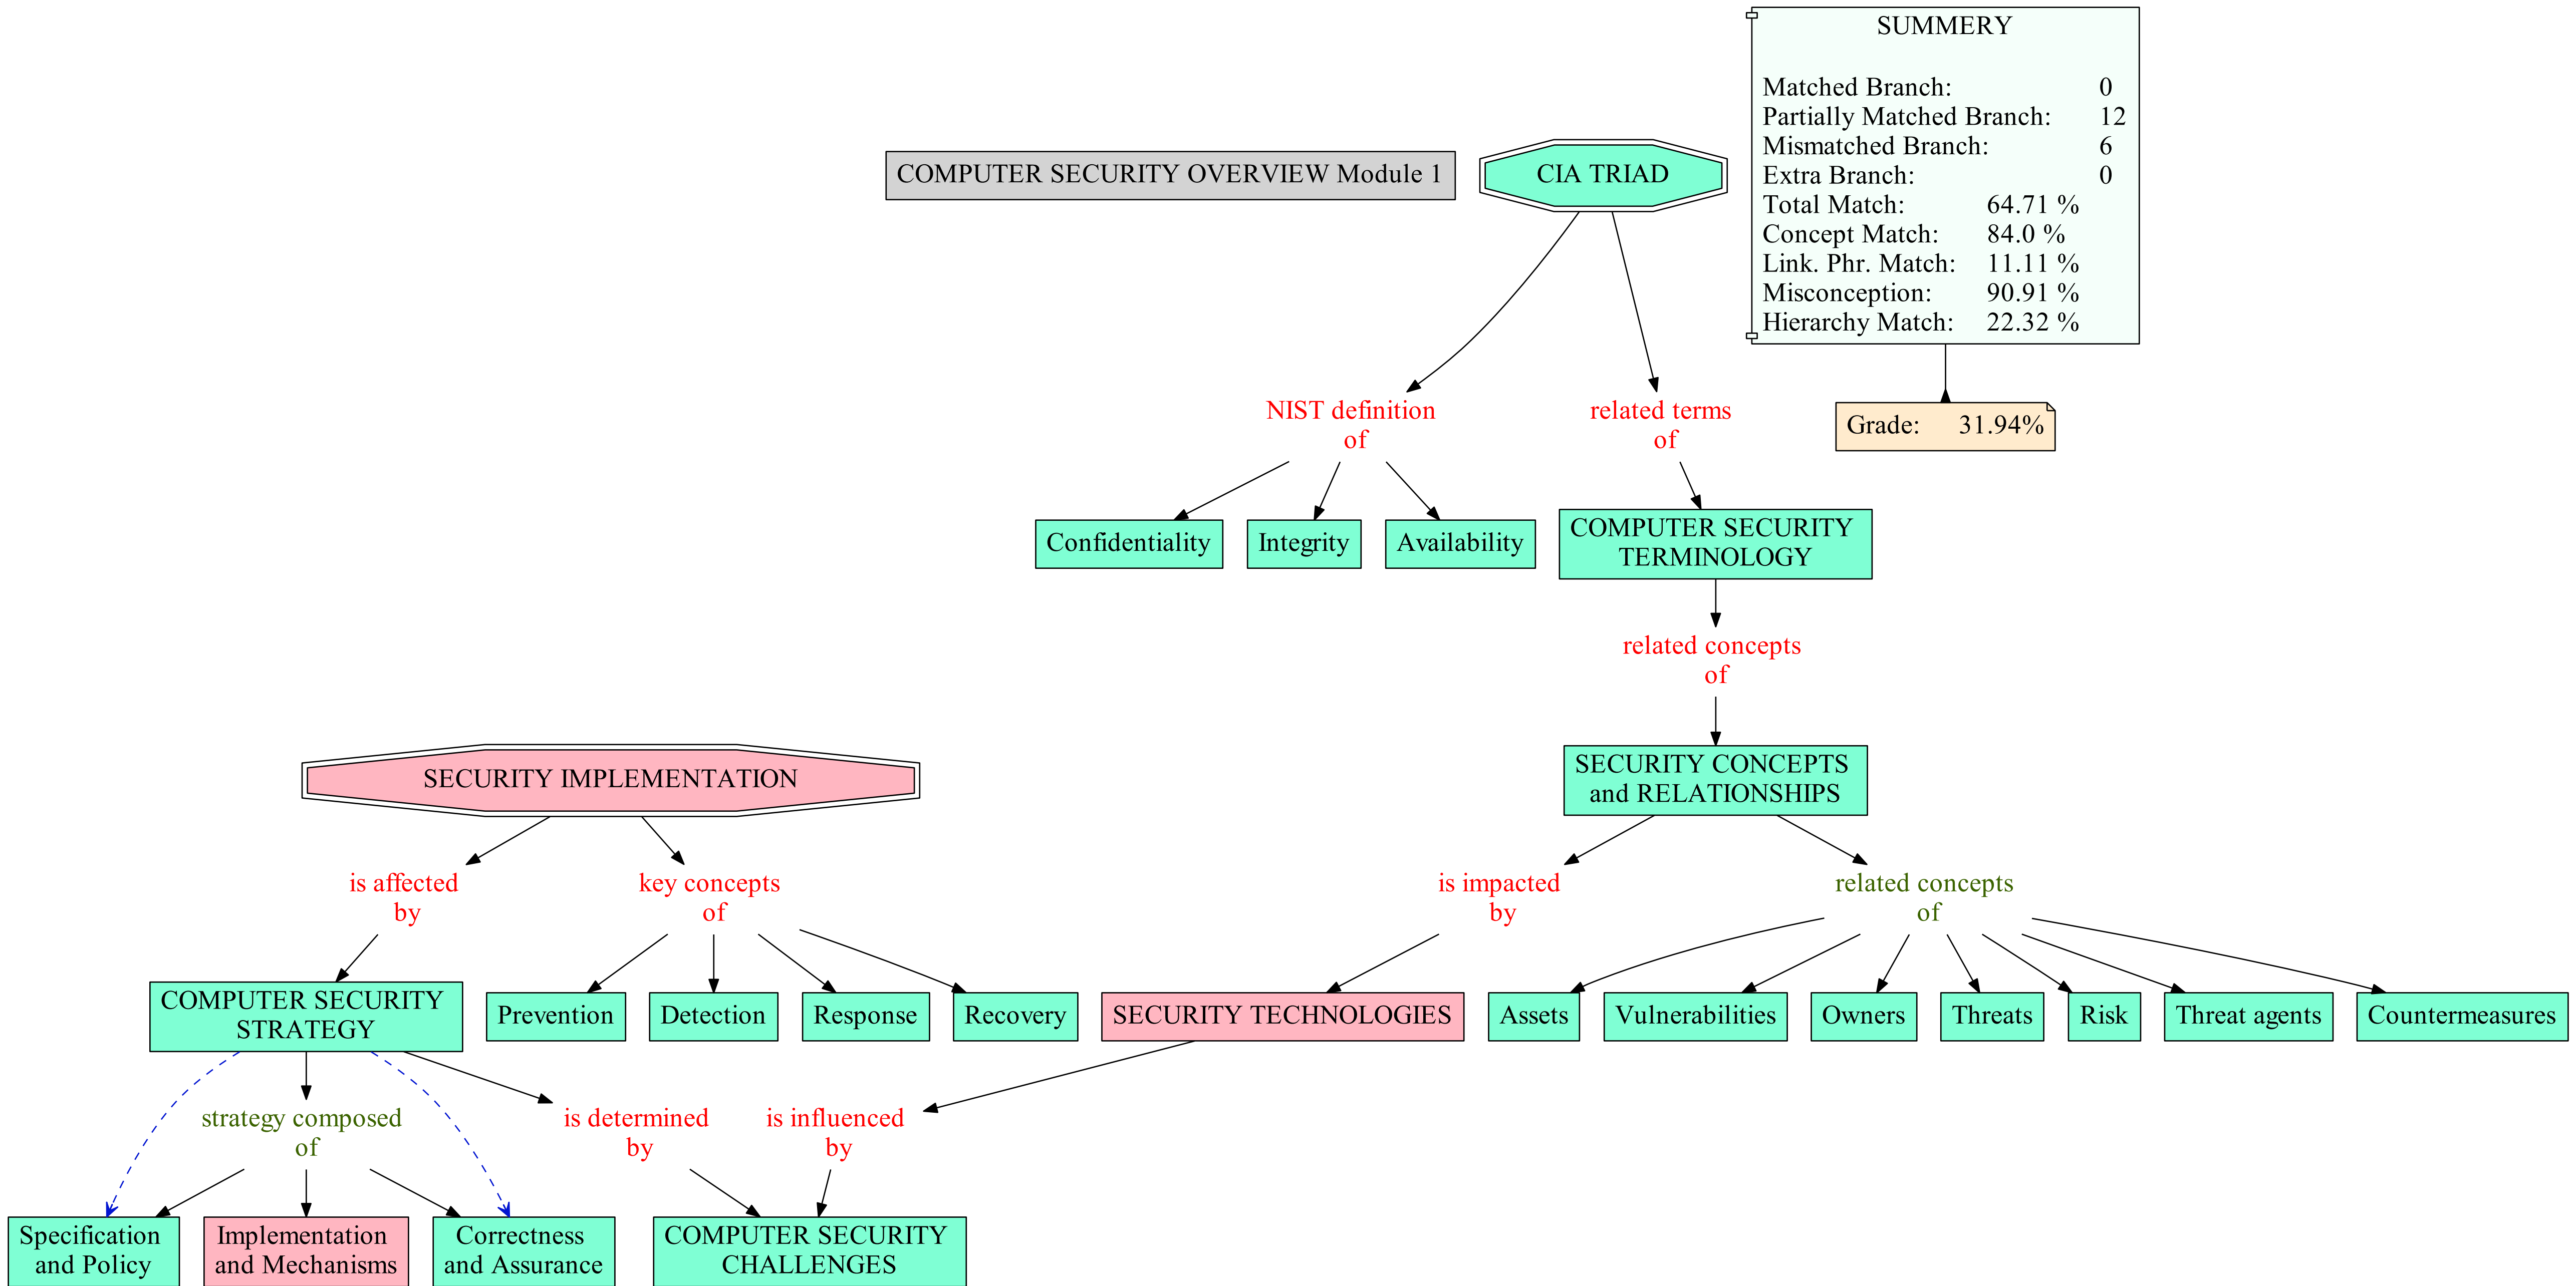 SUMMERY
Matched Branch: 0
Partially Matched Branch: 12
Mismatched Branch: 6
Extra Branch: 0
Total Match: 64.71 %
Concept Match: 84.0 %
Link. Phr. Match: 11.11 %
Misconception: 90.91 %
Hierarchy Match: 22.32 %
Grade: 31.94%
COMPUTER SECURITY OVERVIEW Module 1
CIA TRIAD
NIST definition
of
related terms
of
Confidentiality
Integrity
Availability
COMPUTER SECURITY
TERMINOLOGY
related concepts
of
SECURITY IMPLEMENTATION
SECURITY CONCEPTS
and RELATIONSHIPS
is affected
by
key concepts
of
is impacted
by
related concepts
of
COMPUTER SECURITY
STRATEGY
Prevention
Detection
Response
Recovery
SECURITY TECHNOLOGIES
Assets
Vulnerabilities
Owners
Threats
Risk
Threat agents
Countermeasures
strategy composed
of
is determined
by
is influenced
by
Specification
and Policy
Implementation
and Mechanisms
Correctness
and Assurance
COMPUTER SECURITY
CHALLENGES